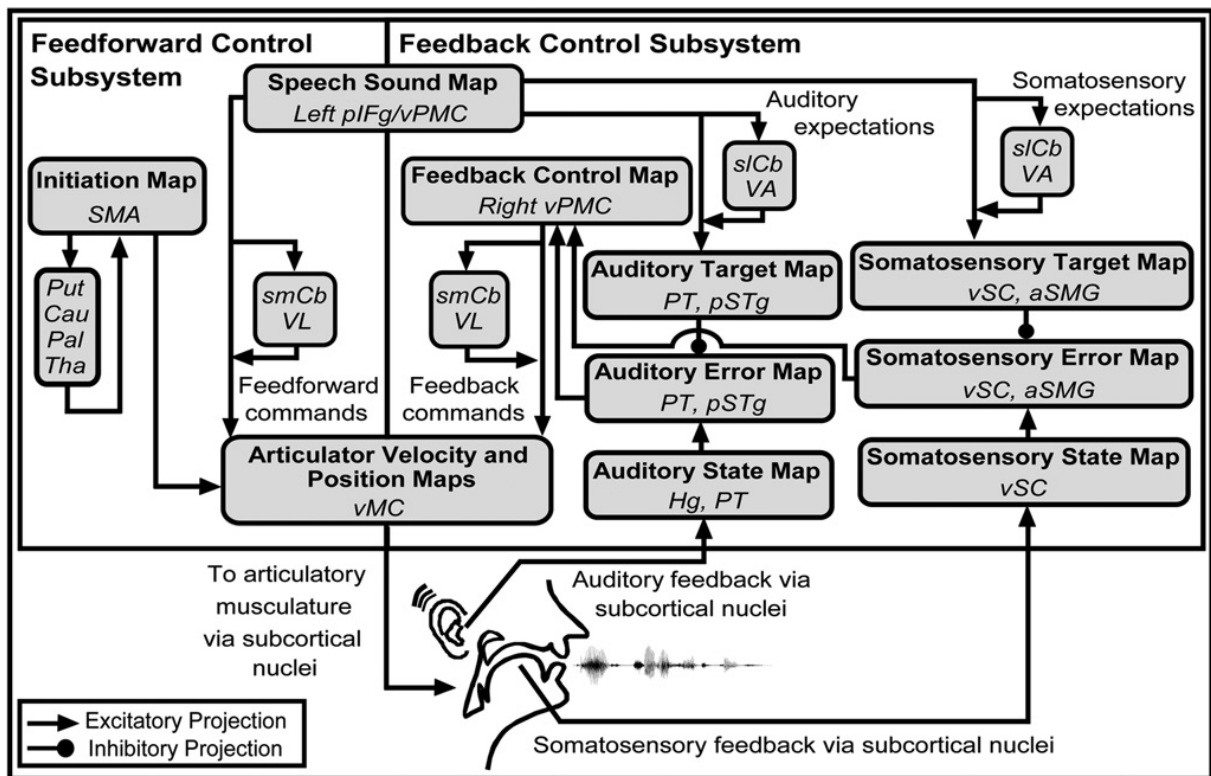 Feedforward Control
Subsystem
Feedback Control Subsystem
Speech Sound Map
Left pIFg/vPMC
Auditory
expectations
Somatosensory
expectations
slCb
VA
slCb
VA
Initiation Map
SMA
Feedback Control Map
Right vPMC
Put
Cau
Pal
Tha
smCb
VL
smCb
VL
Auditory Target Map
PT, pSTg
Somatosensory Target Map
vSC, aSMG
Feedforward
commands
Feedback
commands
Auditory Error Map
PT, pSTg
Somatosensory Error Map
vSC, aSMG
Articulator Velocity and
Position Maps
vMC
Auditory State Map
Hg, PT
Somatosensory State Map
vSC
To articulatory
musculature
via subcortical
nuclei
Auditory feedback via
subcortical nuclei
Excitatory Projection
Inhibitory Projection
Somatosensory feedback via subcortical nuclei